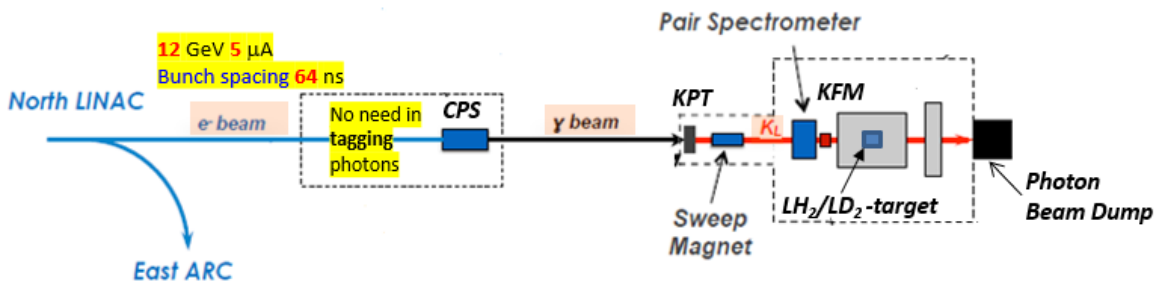 Pair Spectrometer
12 GeV 5 μA
Bunch spacing 64 ns
North LINAC
e- beam
No need in
tagging
photons
CPS
γ beam
KPT
KL
KFM
LH2/LD2 -target
Sweep
Magnet
Photon
Beam Dump
East ARC